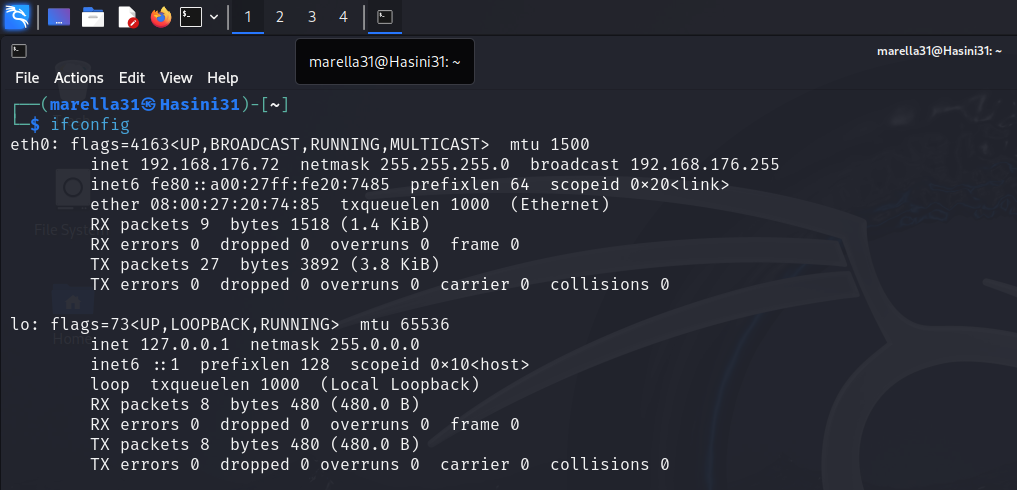 1 2 3 4
marella31@Hasini31: ~
marella31@Hasini31: ~
File Actions Edit View Help
┌──(marella31㉿Hasini31)-[~]
└─$ ifconfig
eth0: flags=4163<UP,BROADCAST,RUNNING,MULTICAST>  mtu 1500
        inet 192.168.176.72  netmask 255.255.255.0  broadcast 192.168.176.255
        inet6 fe80::a00:27ff:fe20:7485  prefixlen 64  scopeid 0×20<link>
        ether 08:00:27:20:74:85  txqueuelen 1000  (Ethernet)
        RX packets 9  bytes 1518 (1.4 KiB)
        RX errors 0  dropped 0  overruns 0  frame 0
        TX packets 27  bytes 3892 (3.8 KiB)
        TX errors 0  dropped 0 overruns 0  carrier 0  collisions 0

lo: flags=73<UP,LOOPBACK,RUNNING>  mtu 65536
        inet 127.0.0.1  netmask 255.0.0.0
        inet6 ::1  prefixlen 128  scopeid 0×10<host>
        loop  txqueuelen 1000  (Local Loopback)
        RX packets 8  bytes 480 (480.0 B)
        RX errors 0  dropped 0  overruns 0  frame 0
        TX packets 8  bytes 480 (480.0 B)
        TX errors 0  dropped 0 overruns 0  carrier 0  collisions 0
File System
Home